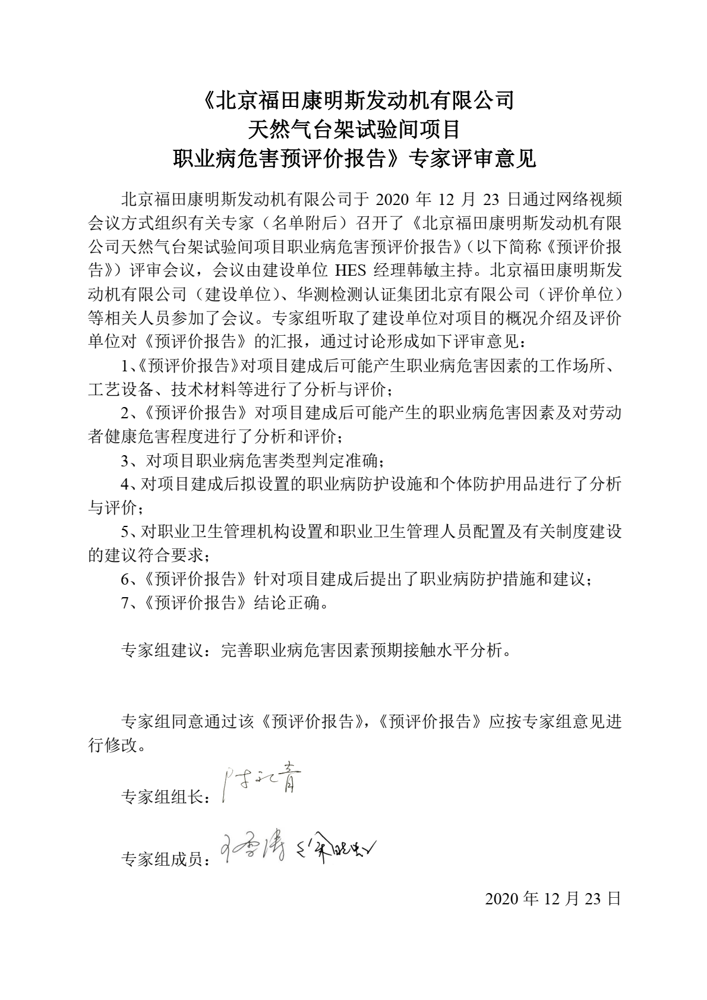 《北京福田康明斯发动机有限公司
天然气台架试验间项目
职业病危害预评价报告》专家评审意见
北京福田康明斯发动机有限公司于 2020 年 12 月 23 日通过网络视频
会议方式组织有关专家（名单附后）召开了《北京福田康明斯发动机有限
公司天然气台架试验间项目职业病危害预评价报告》（以下简称《预评价报
告》）评审会议，会议由建设单位 HES 经理韩敏主持。北京福田康明斯发
动机有限公司（建设单位）、华测检测认证集团北京有限公司（评价单位）
等相关人员参加了会议。专家组听取了建设单位对项目的概况介绍及评价
单位对《预评价报告》的汇报，通过讨论形成如下评审意见：
1、《预评价报告》对项目建成后可能产生职业病危害因素的工作场所、
工艺设备、技术材料等进行了分析与评价；
2、《预评价报告》对项目建成后可能产生的职业病危害因素及对劳动
者健康危害程度进行了分析和评价；
3、对项目职业病危害类型判定准确；
4、对项目建成后拟设置的职业病防护设施和个体防护用品进行了分析
与评价；
5、对职业卫生管理机构设置和职业卫生管理人员配置及有关制度建设
的建议符合要求；
6、《预评价报告》针对项目建成后提出了职业病防护措施和建议；
7、《预评价报告》结论正确。
专家组建议：完善职业病危害因素预期接触水平分析。
专家组同意通过该《预评价报告》，《预评价报告》应按专家组意见进
行修改。
专家组组长：
专家组成员：
2020 年 12 月 23 日